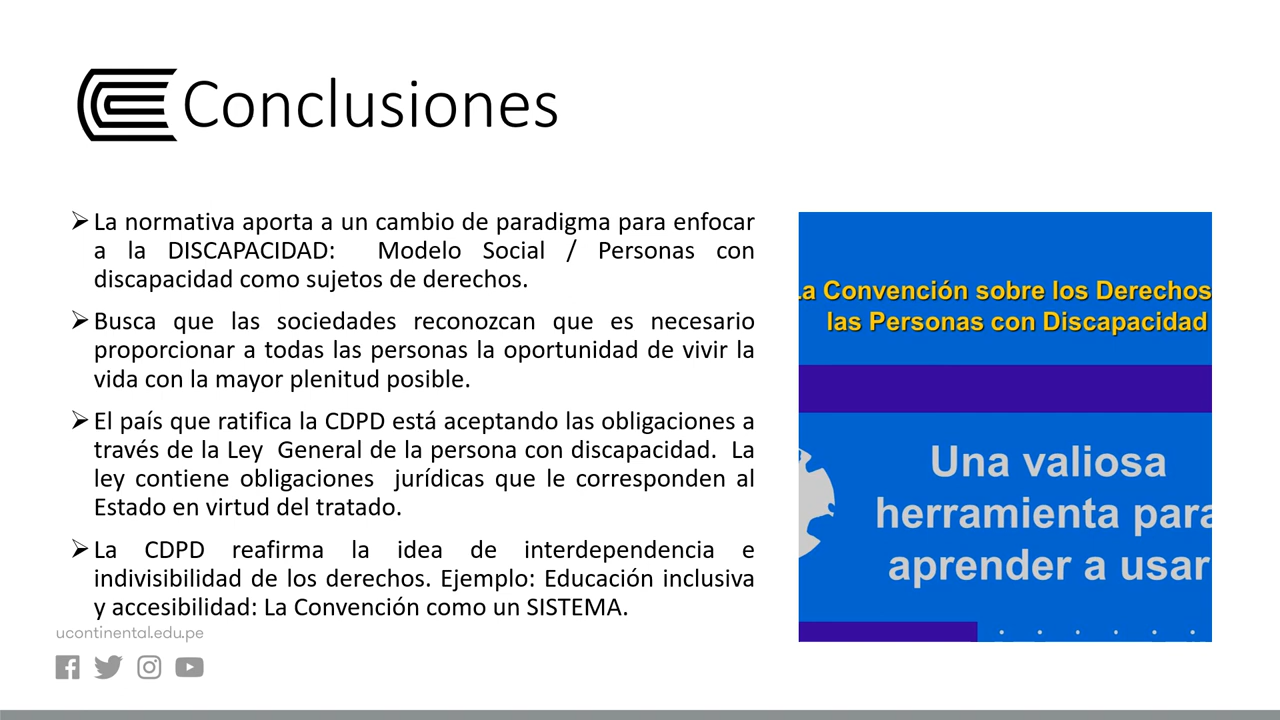 Conclusiones
➢La normativa aporta a un cambio de paradigma para enfocar
a la DISCAPACIDAD: Modelo Social / Personas con
discapacidad como sujetos de derechos.
➢Busca que las sociedades reconozcan que es necesario
proporcionar a todas las personas la oportunidad de vivir la
vida con la mayor plenitud posible.
➢El país que ratifica la CDPD está aceptando las obligaciones a
través de la Ley General de la persona con discapacidad. La
ley contiene obligaciones jurídicas que le corresponden al
Estado en virtud del tratado.
➢La CDPD reafirma la idea de interdependencia e
indivisibilidad de los derechos. Ejemplo: Educación inclusiva
y accesibilidad: La Convención como un SISTEMA.
ucontinental.edu.pe
La Convención sobre los Derechos
las Personas con Discapacidad
Una valiosa
herramienta para
aprender a usar